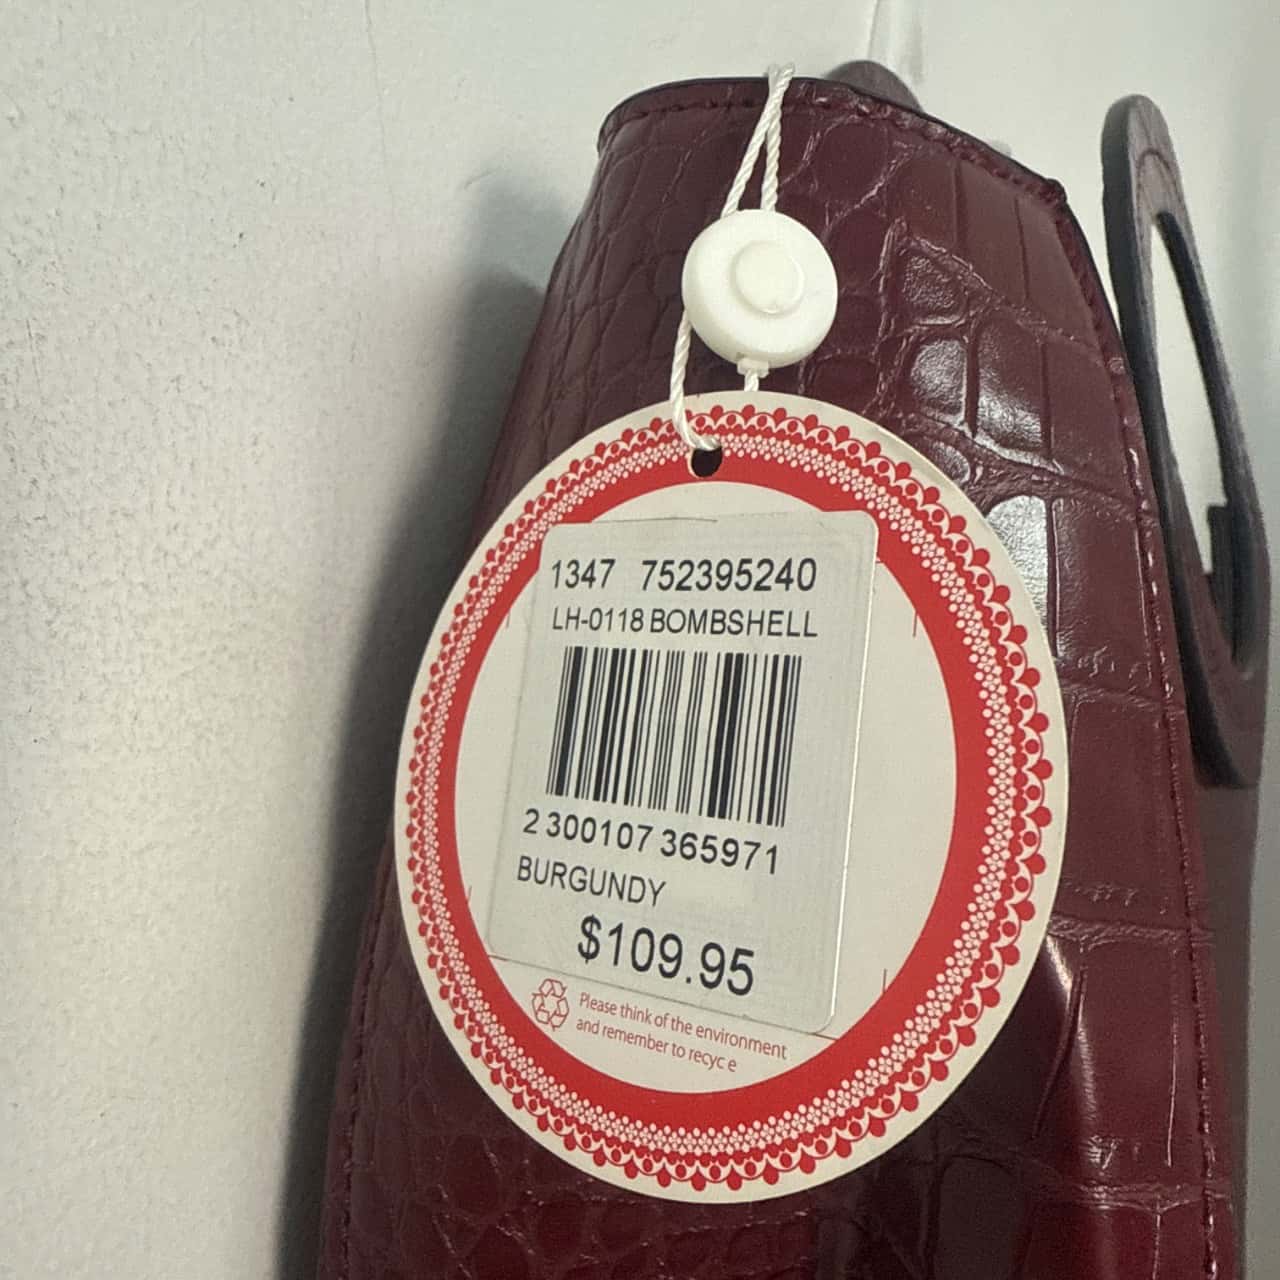 1347 752395240
LH-0118 BOMBSHELL
2 300107 365971
BURGUNDY
$109.95
Please think of the environment
and remember to recyc e